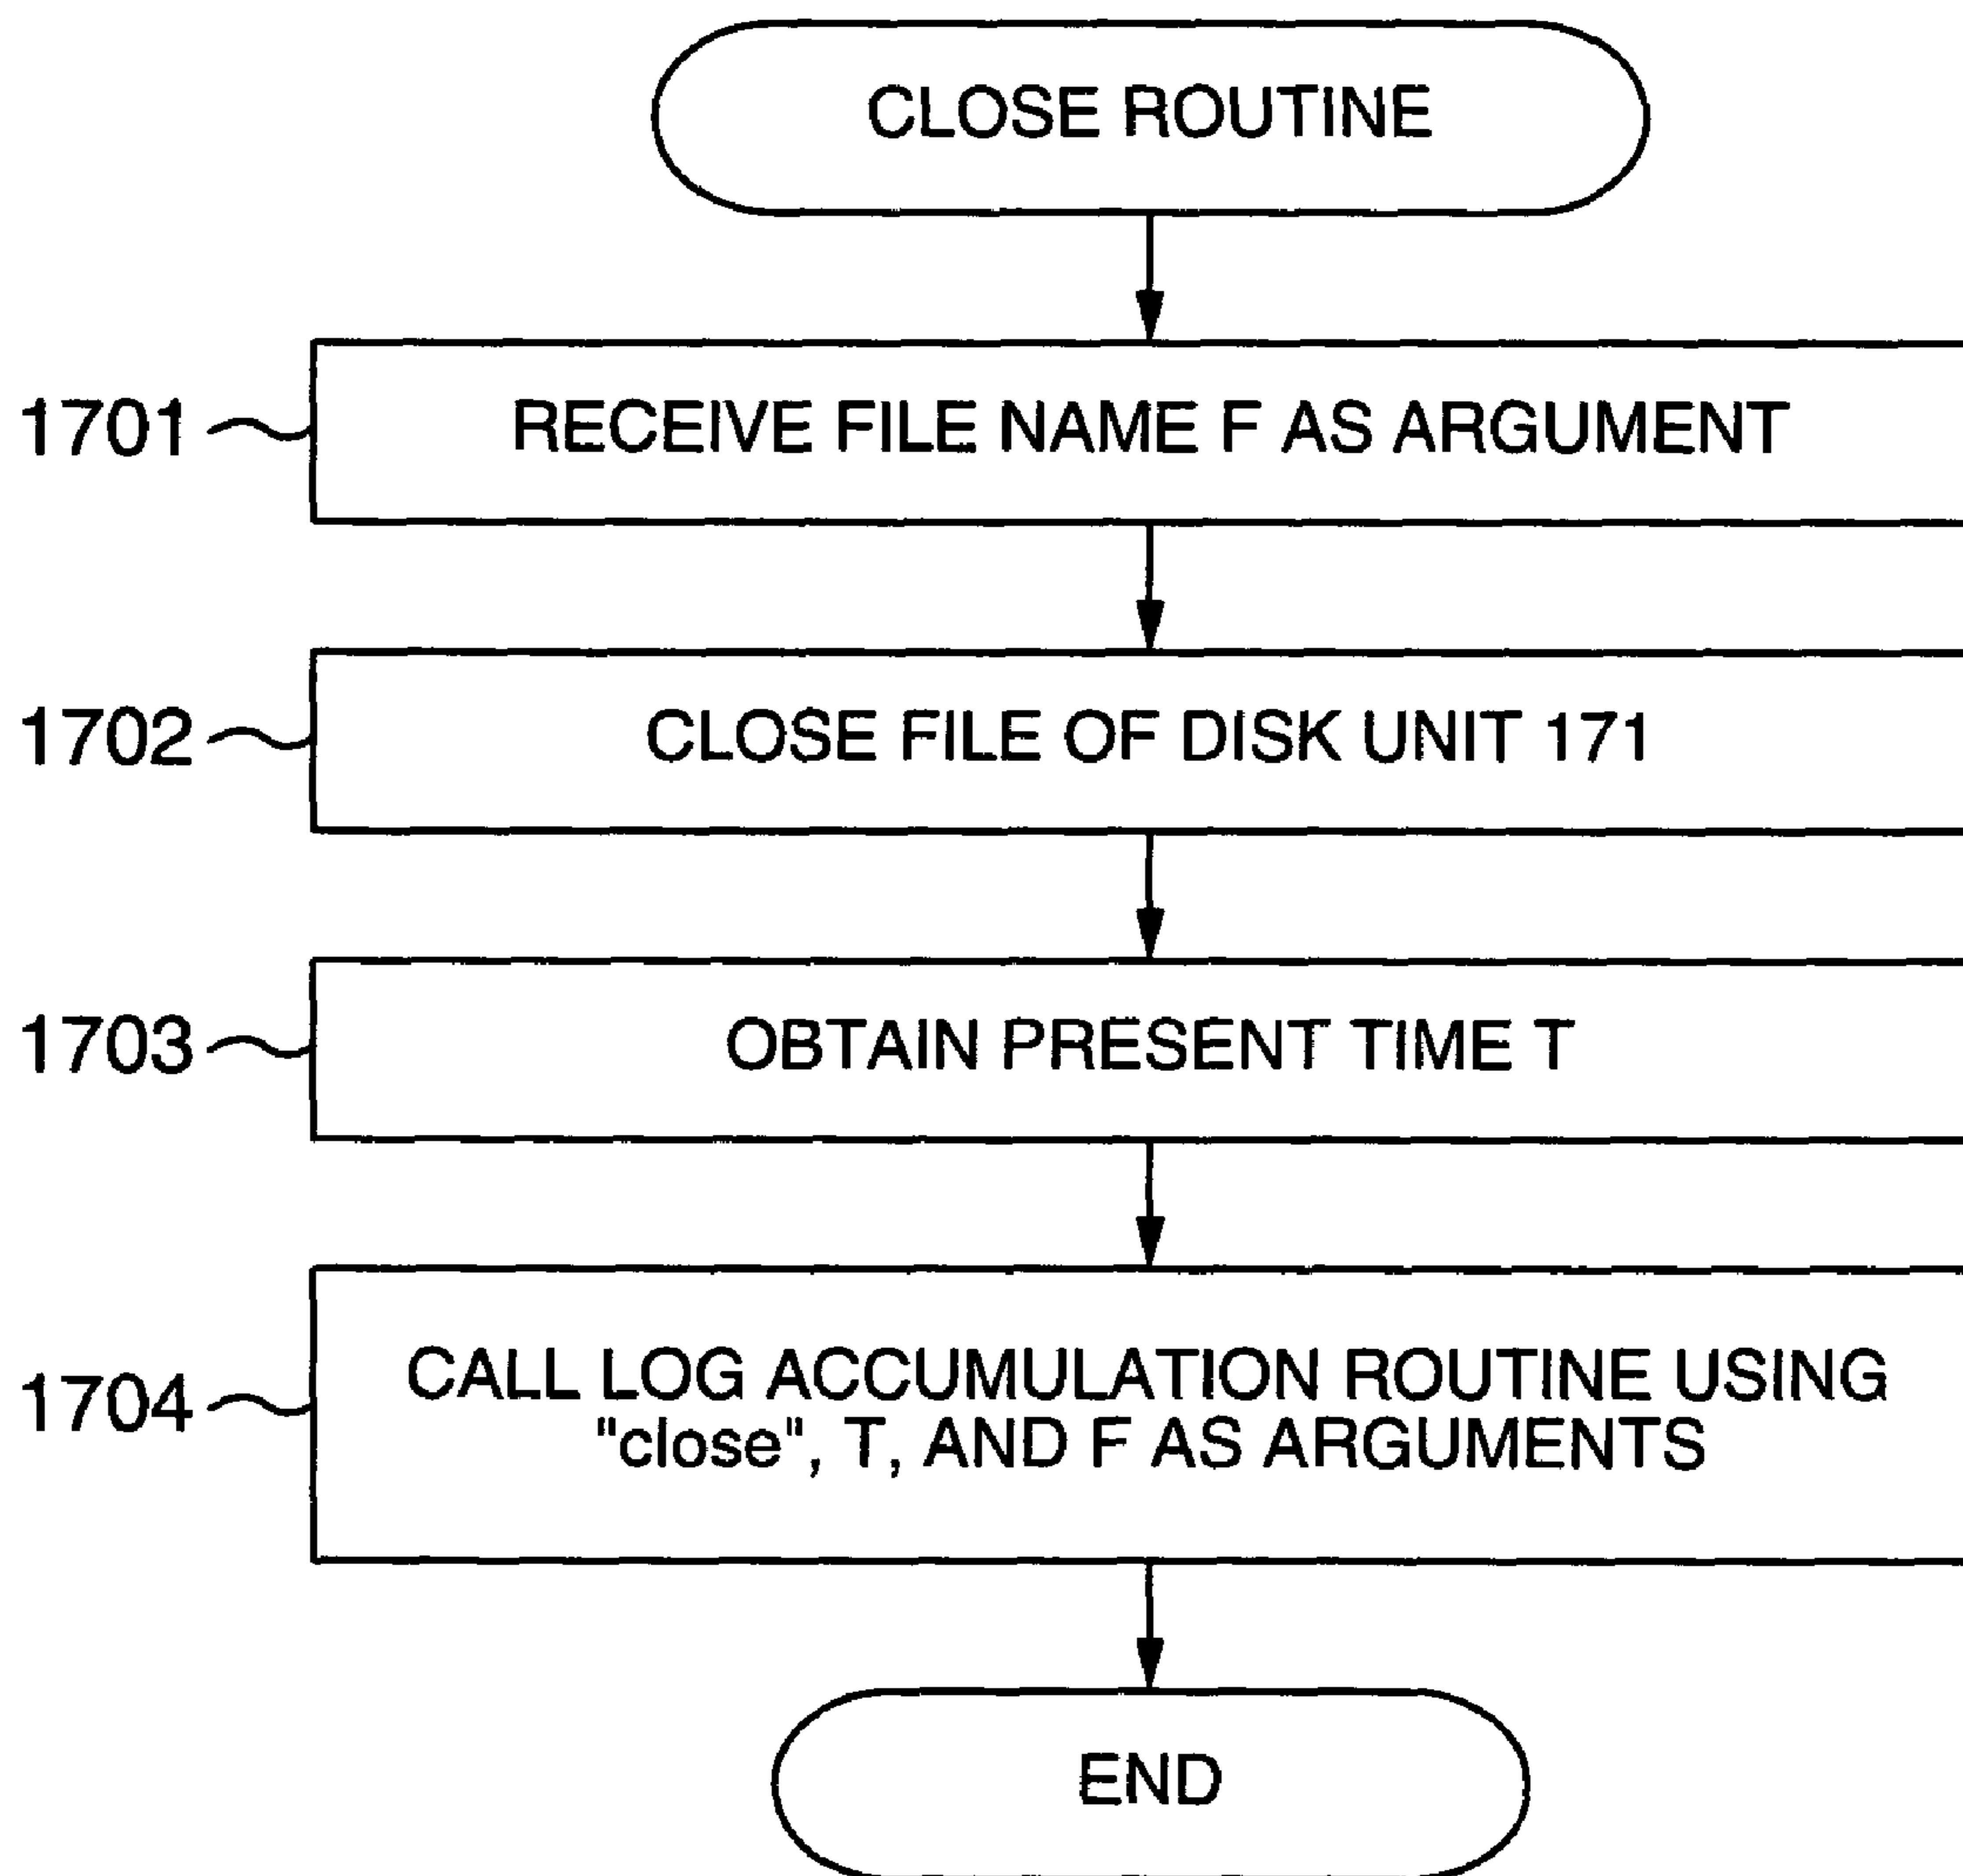 CLOSE ROUTINE
1701
RECEIVE FILE NAME F AS ARGUMENT
1702
CLOSE FILE OF DISK UNIT 171
1703
OBTAIN PRESENT TIME T
1704
CALL LOG ACCUMULATION ROUTINE USING
"close", T, AND F AS ARGUMENTS
END